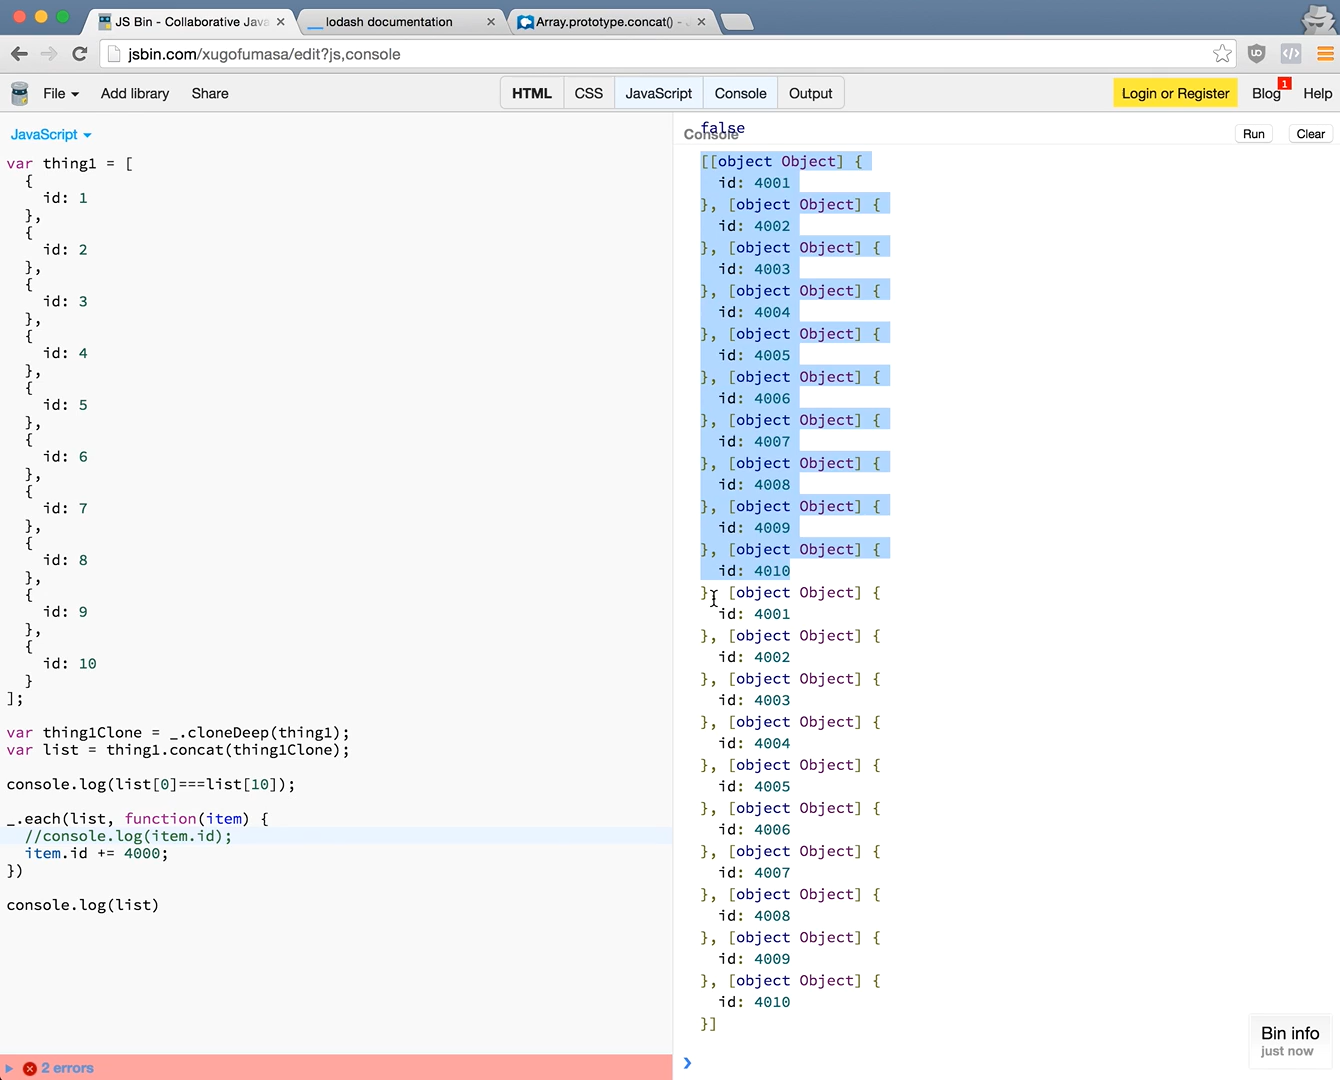 JS Bin - Collaborative Java
lodash documentation
Array.prototype.concat() -
jsbin.com/xugofumasa/edit?js,console
File
Add library
Share
HTML
CSS
JavaScript
Console
Output
Login or Register
Blog
1
Help
JavaScript
var thing1 = [
{
id: 1
},
{
id: 2
},
{
id: 3
},
{
id: 4
},
{
id: 5
},
{
id: 6
},
{
id: 7
},
{
id: 8
},
{
id: 9
},
{
id: 10
}
];
var thing1Clone = _.cloneDeep(thing1);
var list = thing1.concat(thing1Clone);
console.log(list[0]===list[10]);
_.each(list, function(item) {
//console.log(item.id);
item.id += 4000;
})
console.log(list)
2 errors
false
Console
Run
Clear
[[object Object] {
id: 4001
}, [object Object] {
id: 4002
}, [object Object] {
id: 4003
}, [object Object] {
id: 4004
}, [object Object] {
id: 4005
}, [object Object] {
id: 4006
}, [object Object] {
id: 4007
}, [object Object] {
id: 4008
}, [object Object] {
id: 4009
}, [object Object] {
id: 4010
}, [object Object] {
id: 4001
}, [object Object] {
id: 4002
}, [object Object] {
id: 4003
}, [object Object] {
id: 4004
}, [object Object] {
id: 4005
}, [object Object] {
id: 4006
}, [object Object] {
id: 4007
}, [object Object] {
id: 4008
}, [object Object] {
id: 4009
}, [object Object] {
id: 4010
}]
Bin info
just now